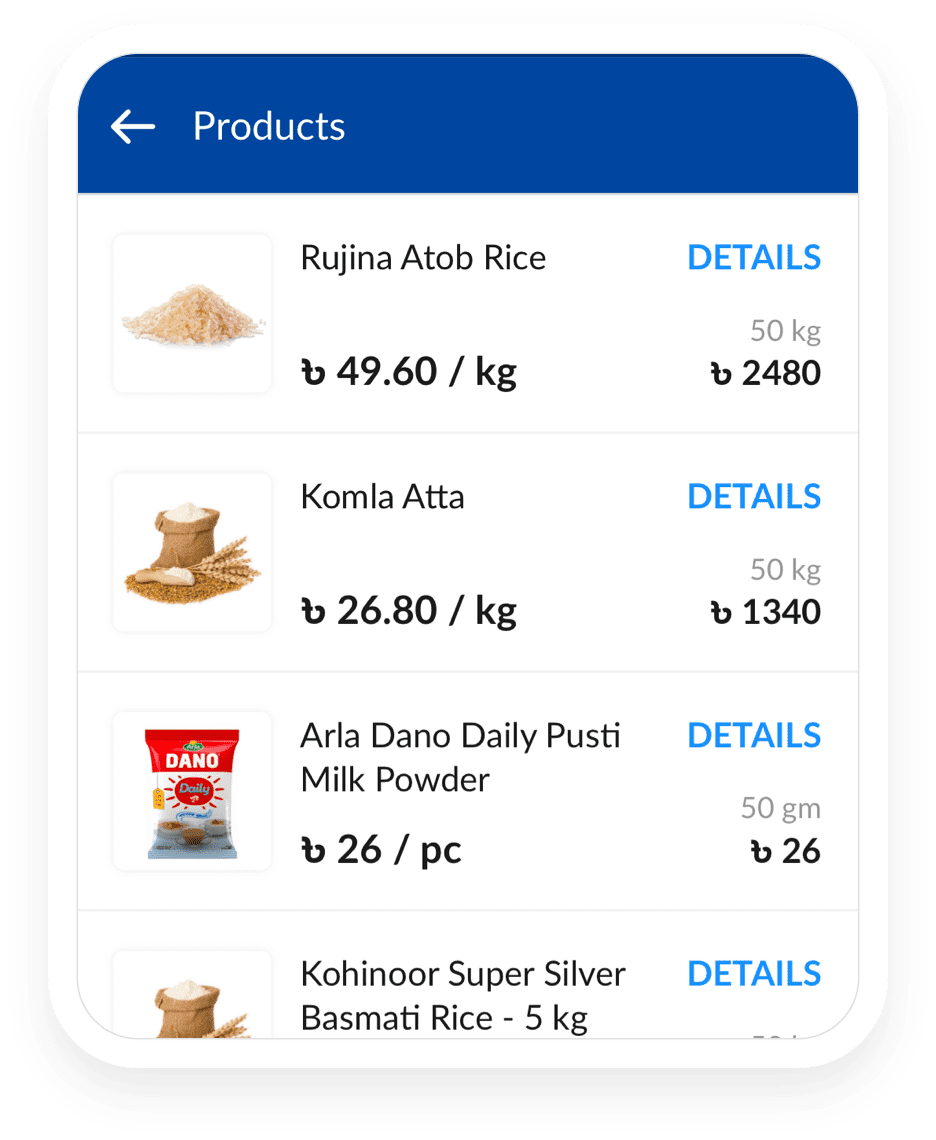 Products
Rujina Atob Rice
DETAILS
50 kg
৳ 49.60 / kg
৳ 2480
Komla Atta
DETAILS
50 kg
৳ 26.80 / kg
৳ 1340
Arla
DANO
Daily
Arla Dano Daily Pusti
Milk Powder
DETAILS
50 gm
৳ 26 / pc
৳ 26
Kohinoor Super Silver
Basmati Rice - 5 kg
DETAILS